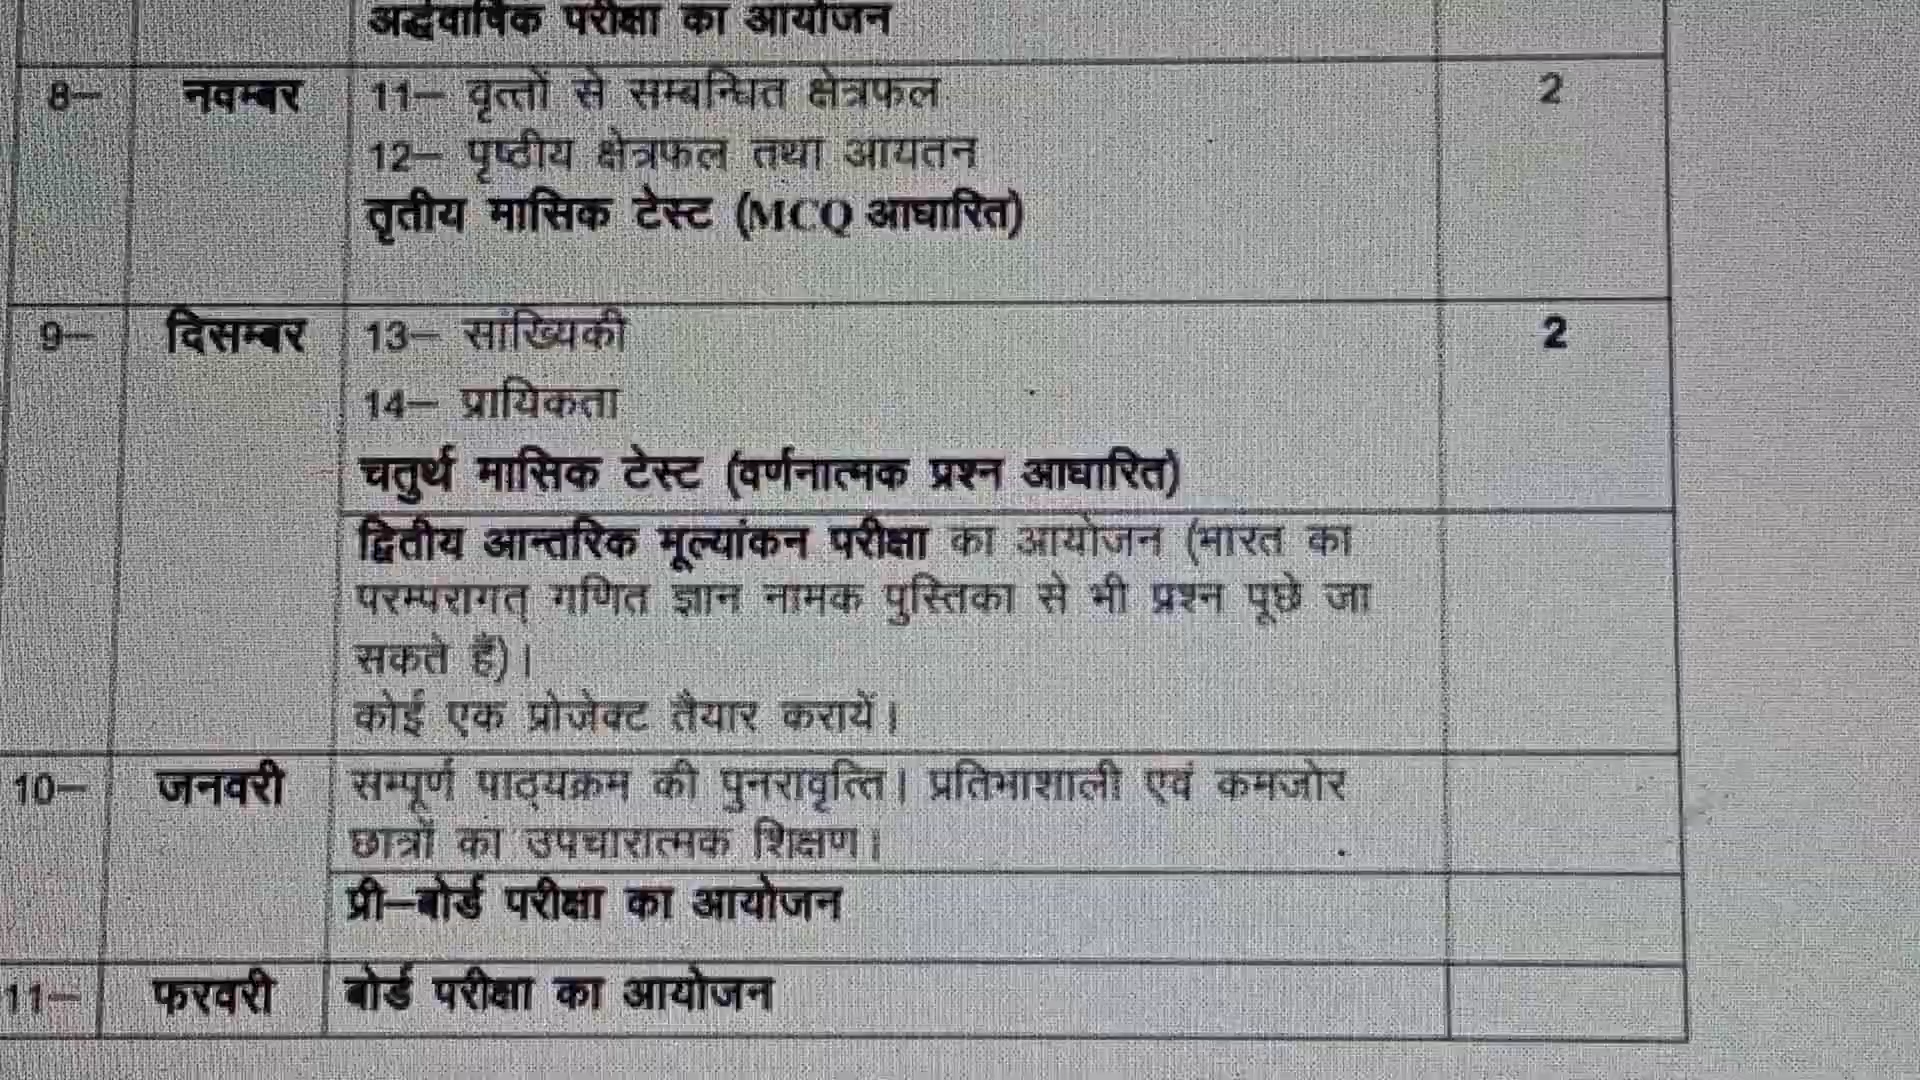 अर्द्धवार्षिक परीक्षा का आयोजन
8– नवम्बर 11– वृत्तों से सम्बन्धित क्षेत्रफल 2
12– पृष्ठीय क्षेत्रफल तथा आयतन
तृतीय मासिक टेस्ट (MCQ आधारित)
9– दिसम्बर 13– सांख्यिकी 2
14– प्रायिकता
चतुर्थ मासिक टेस्ट (वर्णनात्मक प्रश्न आधारित)
द्वितीय आन्तरिक मूल्यांकन परीक्षा का आयोजन (भारत का
परम्परागत् गणित ज्ञान नामक पुस्तिका से भी प्रश्न पूछे जा
सकते हैं)।
कोई एक प्रोजेक्ट तैयार करायें।
10– जनवरी सम्पूर्ण पाठ्यक्रम की पुनरावृत्ति। प्रतिभाशाली एवं कमजोर
छात्रों का उपचारात्मक शिक्षण।
प्री–बोर्ड परीक्षा का आयोजन
11– फरवरी बोर्ड परीक्षा का आयोजन